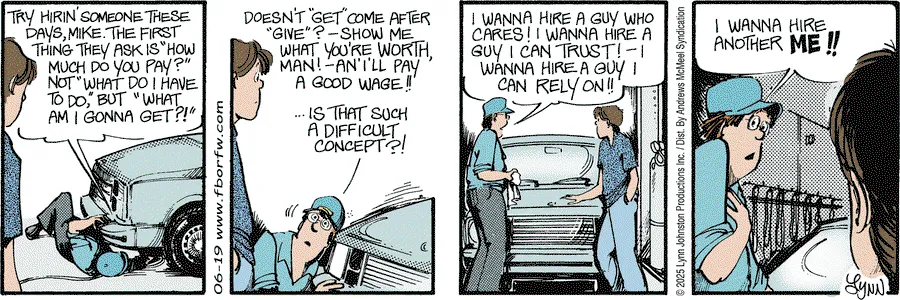 TRY HIRIN' SOMEONE THESE
DAYS, MIKE. THE FIRST
THING THEY ASK IS "HOW
MUCH DO YOU PAY?"
NOT "WHAT DO I HAVE
TO DO," BUT "WHAT
AM I GONNA GET?!"
06-19 www.fborfw.com
DOESN'T "GET" COME AFTER
"GIVE"? - SHOW ME
WHAT YOU'RE WORTH,
MAN! - AN' I'LL PAY
A GOOD WAGE!!
...IS THAT SUCH
A DIFFICULT
CONCEPT?!
I WANNA HIRE A GUY WHO
CARES! I WANNA HIRE A
GUY I CAN TRUST! - I
WANNA HIRE A GUY I
CAN RELY ON!!
© 2025 Lynn Johnston Productions Inc. / Dist. By Andrews McMeel Syndication
I WANNA HIRE
ANOTHER ME!!
LYNN